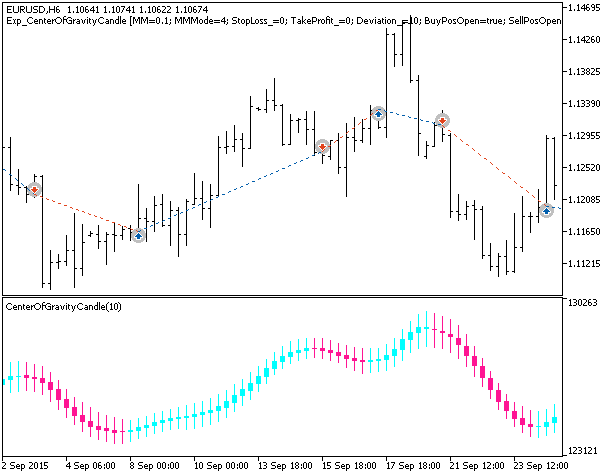 EURUSD,H6 1.10641 1.10741 1.10622 1.10674
Exp_CenterOfGravityCandle [MM=0.1; MMMode=4; StopLoss_=0; TakeProfit_=0; Deviation_=10; BuyPosOpen=true; SellPosOpen
1.14695
1.14260
1.13825
1.13390
1.12955
1.12520
1.12085
1.11650
1.11215
CenterOfGravityCandle(10)
130263
123121
2 Sep 2015 4 Sep 06:00 8 Sep 00:00 10 Sep 00:00 13 Sep 18:00 15 Sep 18:00 17 Sep 18:00 21 Sep 12:00 23 Sep 12:00